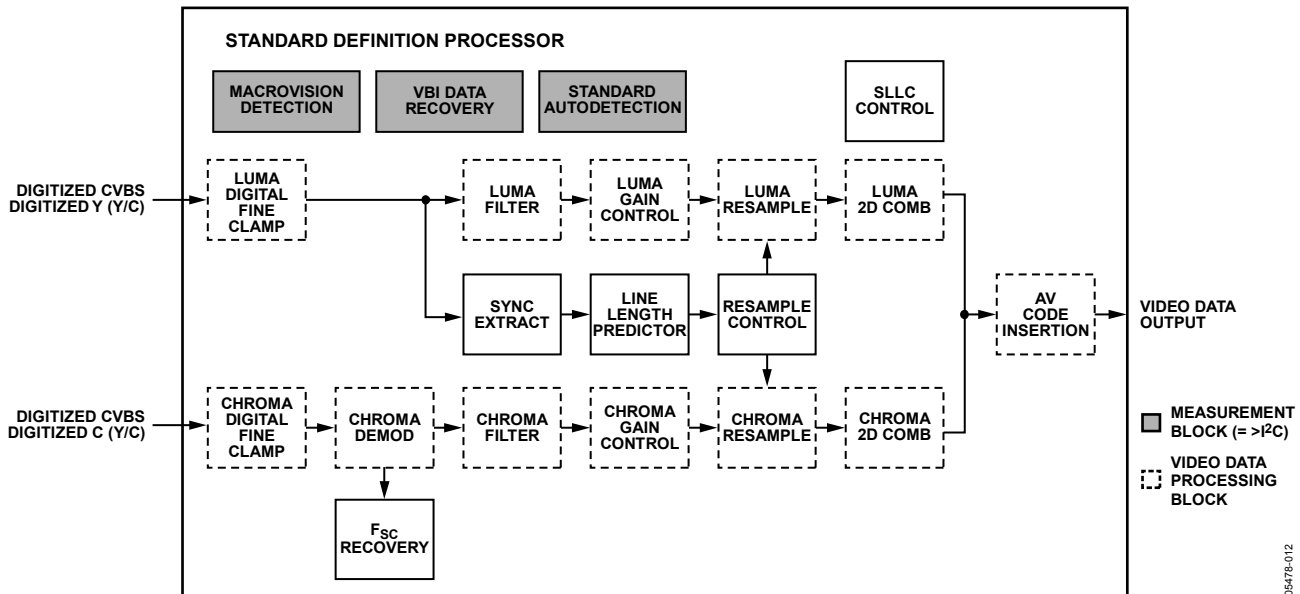 STANDARD DEFINITION PROCESSOR
MACROVISION
DETECTION
VBI DATA
RECOVERY
STANDARD
AUTODETECTION
SLLC
CONTROL
DIGITIZED CVBS
DIGITIZED Y (Y/C)
LUMA
DIGITAL
FINE
CLAMP
LUMA
FILTER
LUMA
GAIN
CONTROL
LUMA
RESAMPLE
LUMA
2D COMB
SYNC
EXTRACT
LINE
LENGTH
PREDICTOR
RESAMPLE
CONTROL
AV
CODE
INSERTION
VIDEO DATA
OUTPUT
DIGITIZED CVBS
DIGITIZED C (Y/C)
CHROMA
DIGITAL
FINE
CLAMP
CHROMA
DEMOD
CHROMA
FILTER
CHROMA
GAIN
CONTROL
CHROMA
RESAMPLE
CHROMA
2D COMB
FSC
RECOVERY
MEASUREMENT
BLOCK (= >I²C)
VIDEO DATA
PROCESSING
BLOCK
05478-012